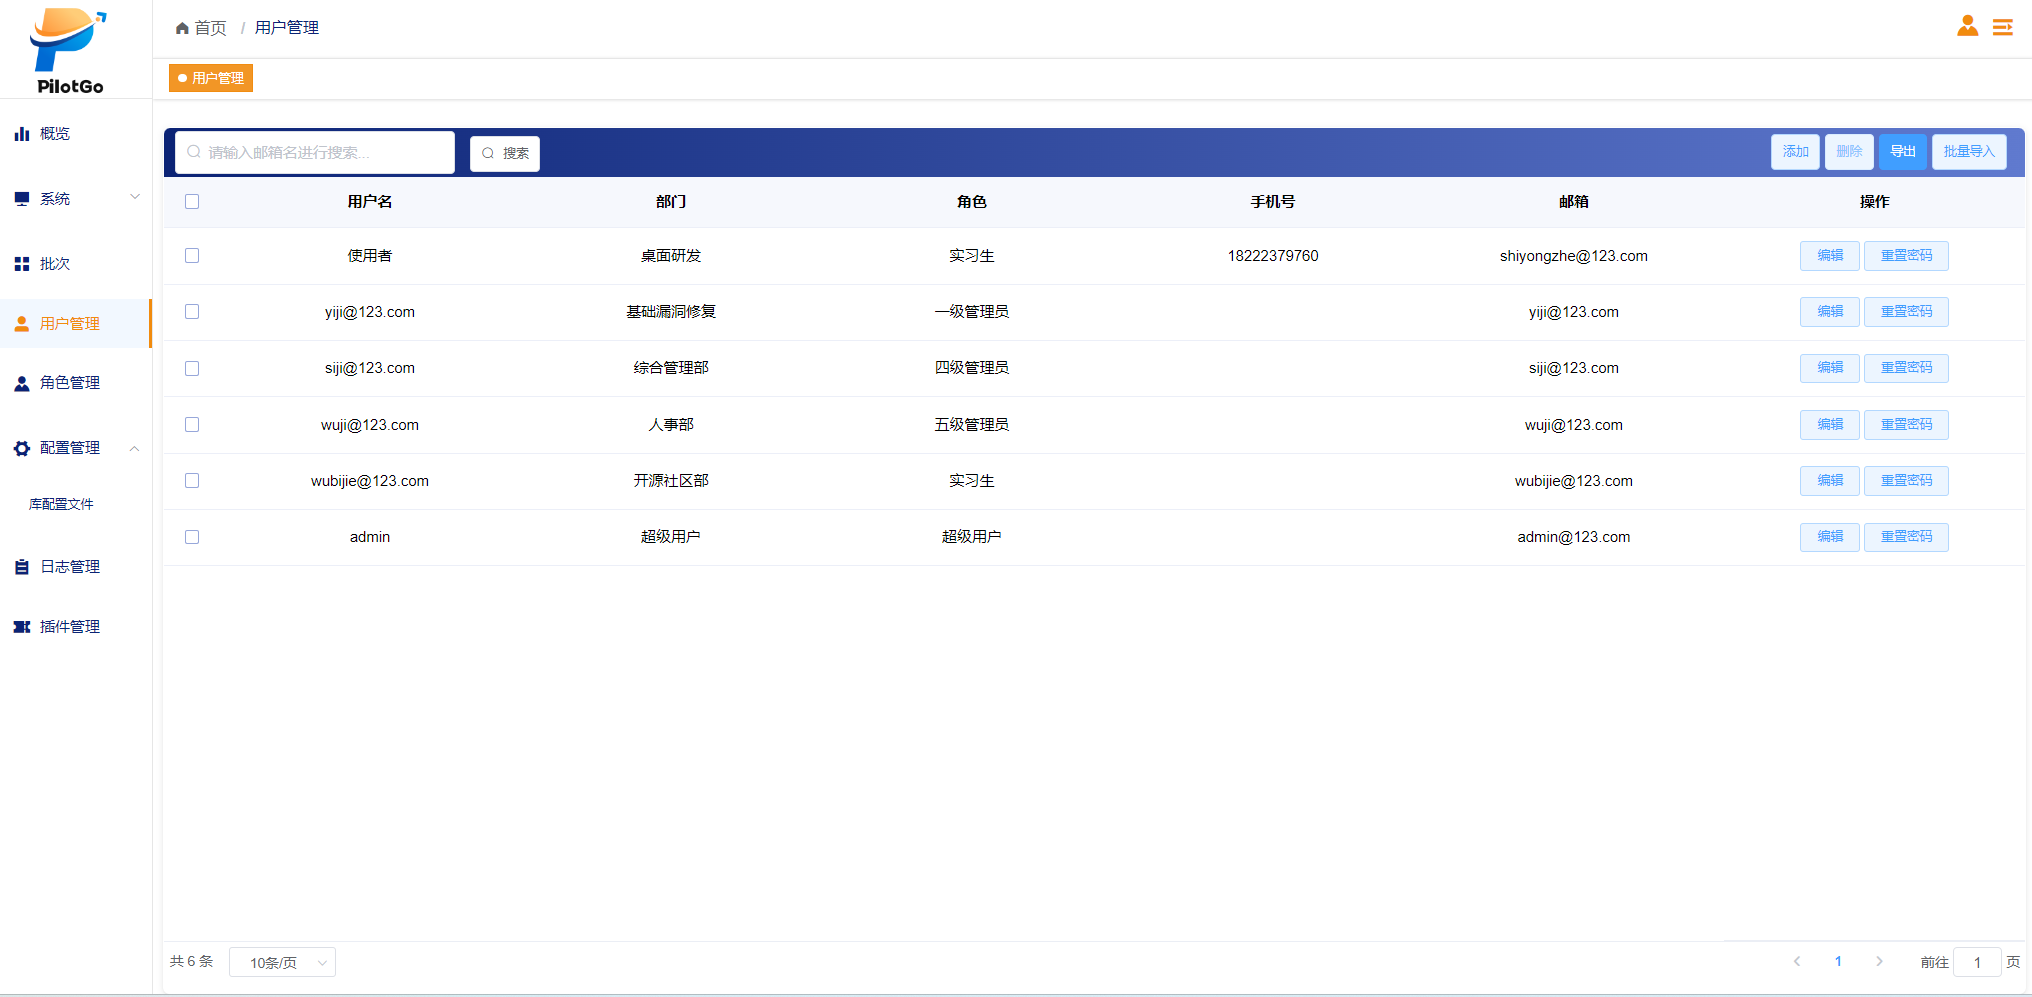 PilotGo
首页 / 用户管理
用户管理
概览
系统
批次
用户管理
角色管理
配置管理
库配置文件
日志管理
插件管理
请输入邮箱名进行搜索... 搜索 添加 删除 导出 批量导入
用户名 部门 角色 手机号 邮箱 操作
使用者 桌面研发 实习生 18222379760 shiyongzhe@123.com 编辑 重置密码
yiji@123.com 基础漏洞修复 一级管理员 yiji@123.com 编辑 重置密码
siji@123.com 综合管理部 四级管理员 siji@123.com 编辑 重置密码
wuji@123.com 人事部 五级管理员 wuji@123.com 编辑 重置密码
wubijie@123.com 开源社区部 实习生 wubijie@123.com 编辑 重置密码
admin 超级用户 超级用户 admin@123.com 编辑 重置密码
共 6 条 10条/页 1 前往 1 页